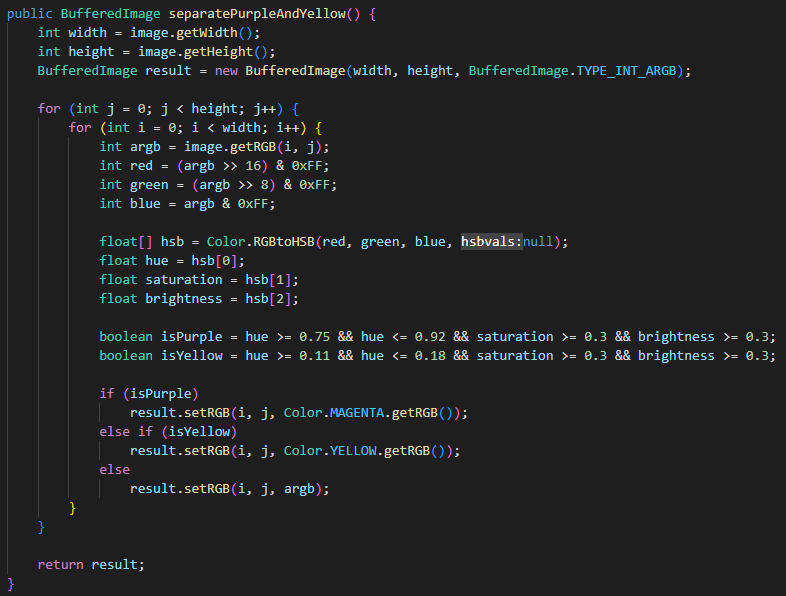 public BufferedImage separatePurpleAndYellow() {
    int width = image.getWidth();
    int height = image.getHeight();
    BufferedImage result = new BufferedImage(width, height, BufferedImage.TYPE_INT_ARGB);

    for (int j = 0; j < height; j++) {
        for (int i = 0; i < width; i++) {
            int argb = image.getRGB(i, j);
            int red = (argb >> 16) & 0xFF;
            int green = (argb >> 8) & 0xFF;
            int blue = argb & 0xFF;

            float[] hsb = Color.RGBtoHSB(red, green, blue, hsbvals:null);
            float hue = hsb[0];
            float saturation = hsb[1];
            float brightness = hsb[2];

            boolean isPurple = hue >= 0.75 && hue <= 0.92 && saturation >= 0.3 && brightness >= 0.3;
            boolean isYellow = hue >= 0.11 && hue <= 0.18 && saturation >= 0.3 && brightness >= 0.3;

            if (isPurple)
                result.setRGB(i, j, Color.MAGENTA.getRGB());
            else if (isYellow)
                result.setRGB(i, j, Color.YELLOW.getRGB());
            else
                result.setRGB(i, j, argb);
        }
    }

    return result;
}